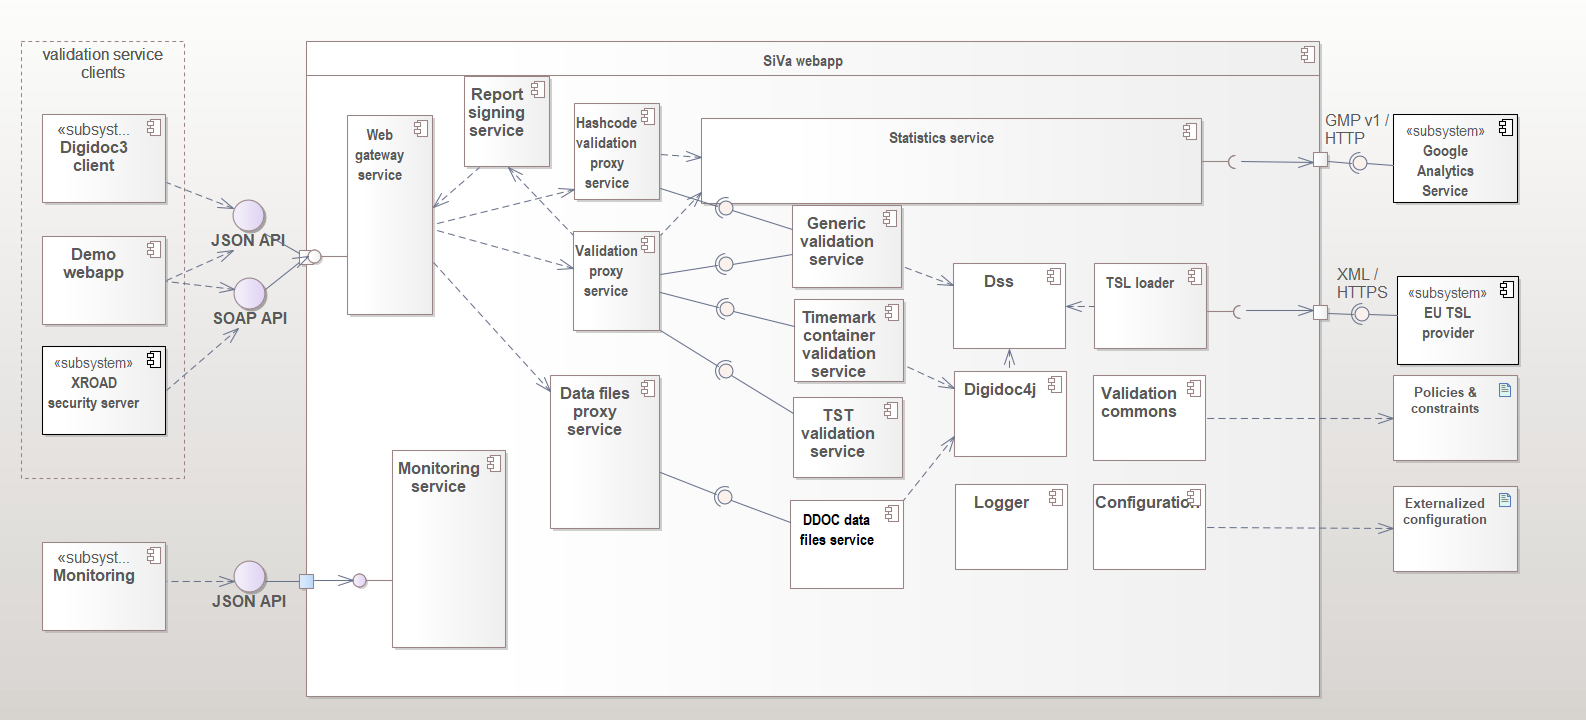 validation service
clients
SiVa webapp
«subsyst...
Digidoc3
client
Demo
webapp
«subsystem»
XROAD
security server
JSON API
SOAP API
Web
gateway
service
Report
signing
service
Hashcode
validation
proxy
service
Validation
proxy
service
Data files
proxy
service
Statistics service
Generic
validation
service
Timemark
container
validation
service
TST
validation
service
DDOC data
files service
Dss
TSL loader
Digidoc4j
Validation
commons
Logger
Configuration
GMP v1 /
HTTP
«subsystem»
Google
Analytics
Service
XML /
HTTPS
«subsystem»
EU TSL
provider
Policies &
constraints
Externalized
configuration
Monitoring
service
«subsyst...
Monitoring
JSON API